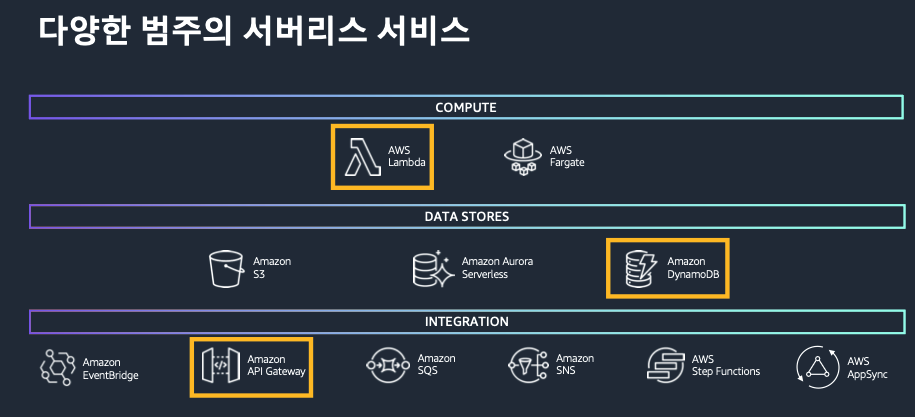 다양한 범주의 서버리스 서비스
COMPUTE
AWS
Lambda
AWS
Fargate
DATA STORES
Amazon
S3
Amazon Aurora
Serverless
Amazon
DynamoDB
INTEGRATION
Amazon
EventBridge
Amazon
API Gateway
Amazon
SQS
Amazon
SNS
AWS
Step Functions
AWS
AppSync